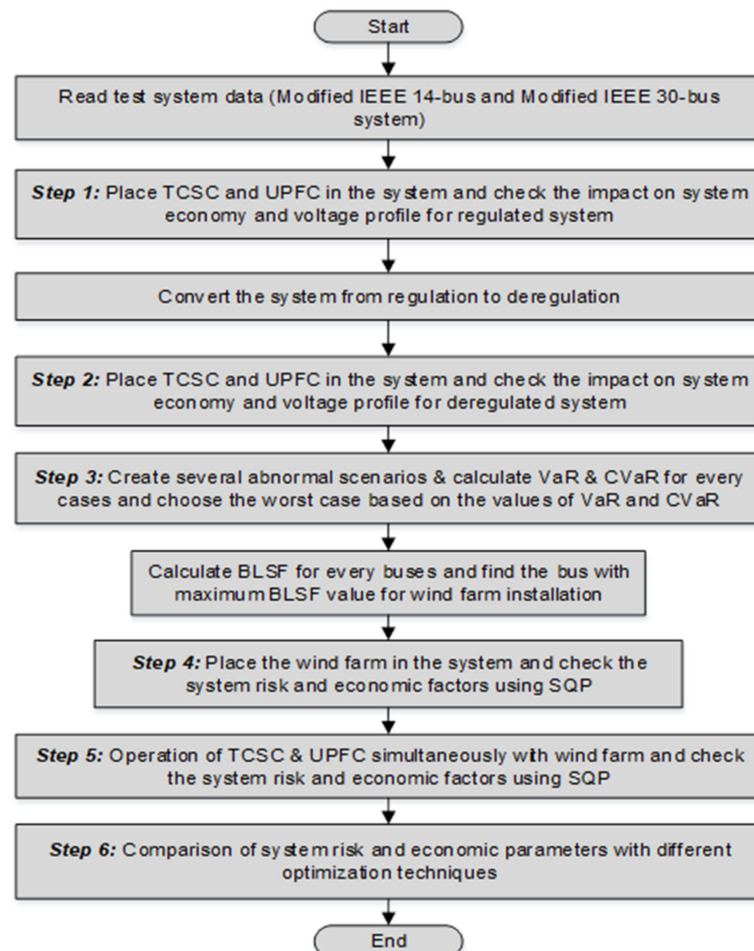 Start
Read test system data (Modified IEEE 14-bus and Modified IEEE 30-bus
system)
Step 1: Place TCSC and UPFC in the system and check the impact on system
economy and voltage profile for regulated system
Convert the system from regulation to deregulation
Step 2: Place TCSC and UPFC in the system and check the impact on system
economy and voltage profile for deregulated system
Step 3: Create several abnormal scenarios & calculate VaR & CVaR for every
cases and choose the worst case based on the values of VaR and CVaR
Calculate BLSF for every buses and find the bus with
maximum BLSF value for wind farm installation
Step 4: Place the wind farm in the system and check the
system risk and economic factors using SQP
Step 5: Operation of TCSC & UPFC simultaneously with wind farm and check
the system risk and economic factors using SQP
Step 6: Comparison of system risk and economic parameters with different
optimization techniques
End